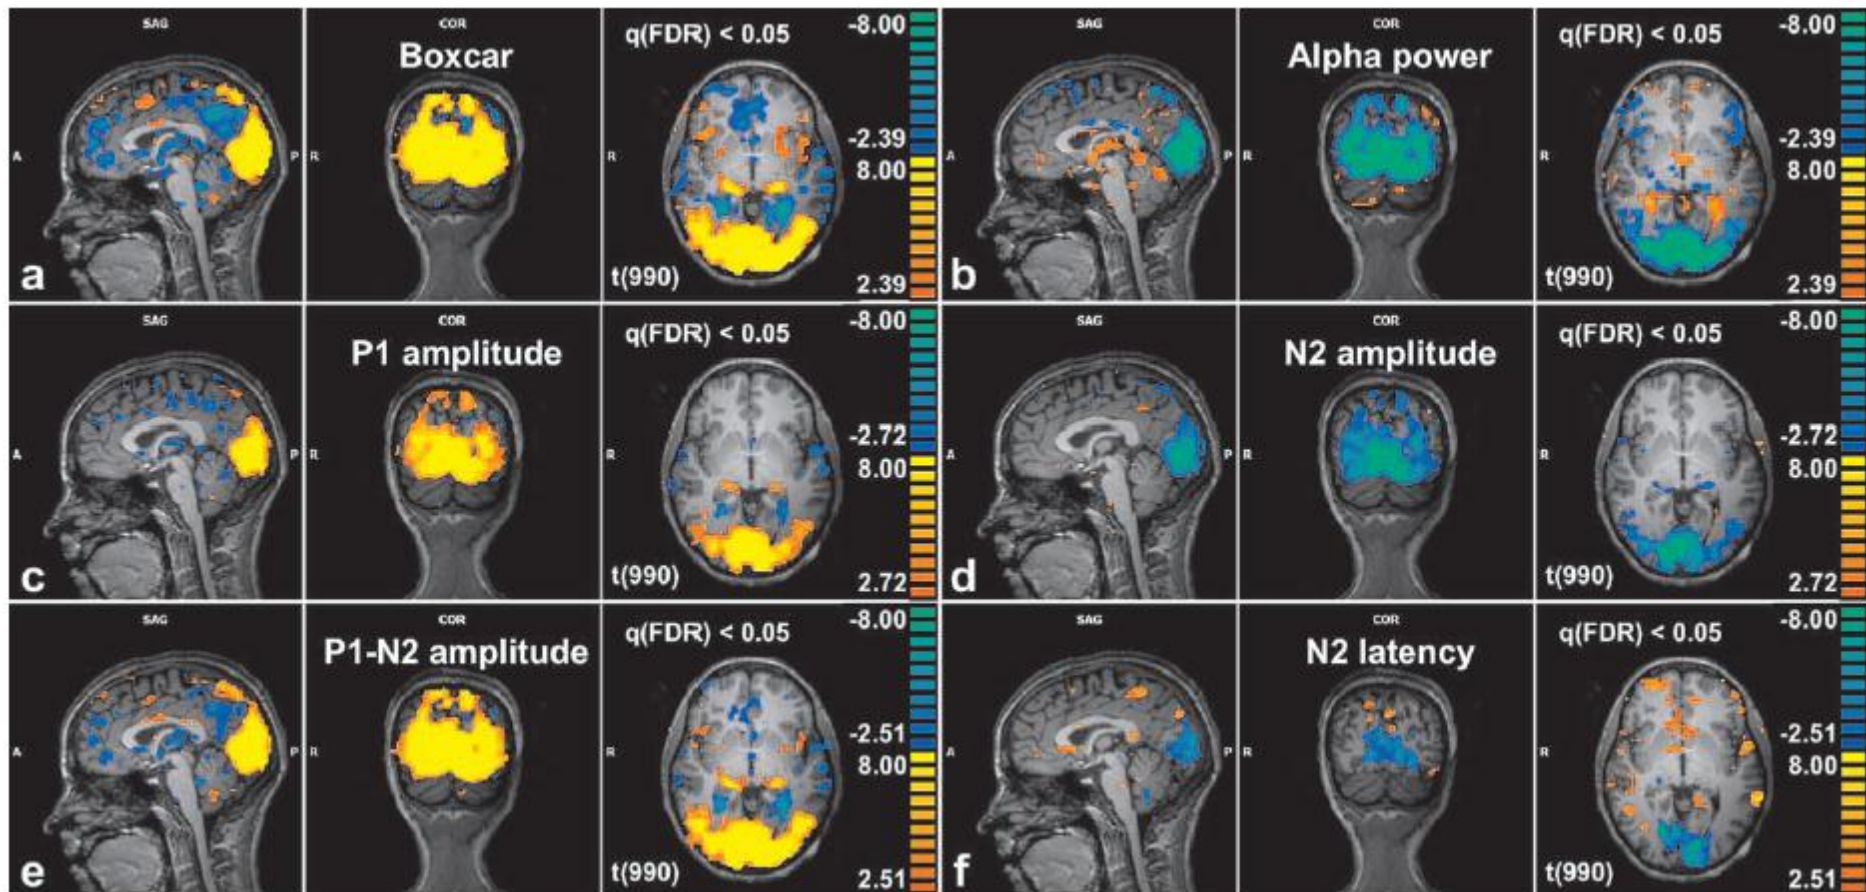 SAG COR q(FDR) < 0.05 -8.00
Boxcar
-2.39
A R R P 8.00
a t(990) 2.39
SAG COR q(FDR) < 0.05 -8.00
Alpha power
-2.39
A P R R 8.00
b t(990) 2.39
SAG COR q(FDR) < 0.05 -8.00
P1 amplitude
-2.72
A P R R 8.00
c t(990) 2.72
SAG COR q(FDR) < 0.05 -8.00
N2 amplitude
-2.72
A P R R 8.00
d t(990) 2.72
SAG COR q(FDR) < 0.05 -8.00
P1-N2 amplitude
-2.51
A P R R 8.00
e t(990) 2.51
SAG COR q(FDR) < 0.05 -8.00
N2 latency
-2.51
A P R R 8.00
f t(990) 2.51